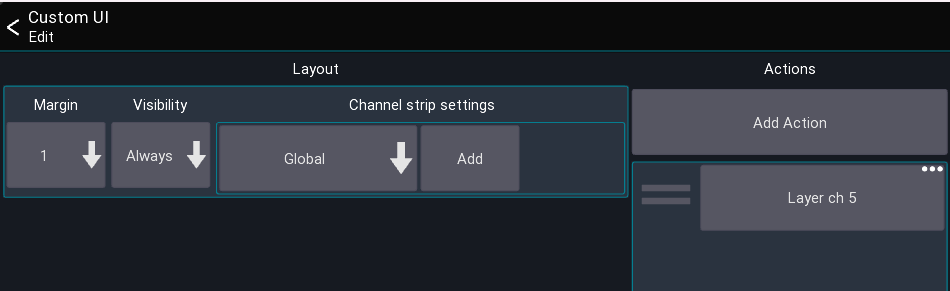 Custom UI
Edit
Layout
Actions
Margin
Visibility
Channel strip settings
1
Always
Global
Add
Add Action
Layer ch 5